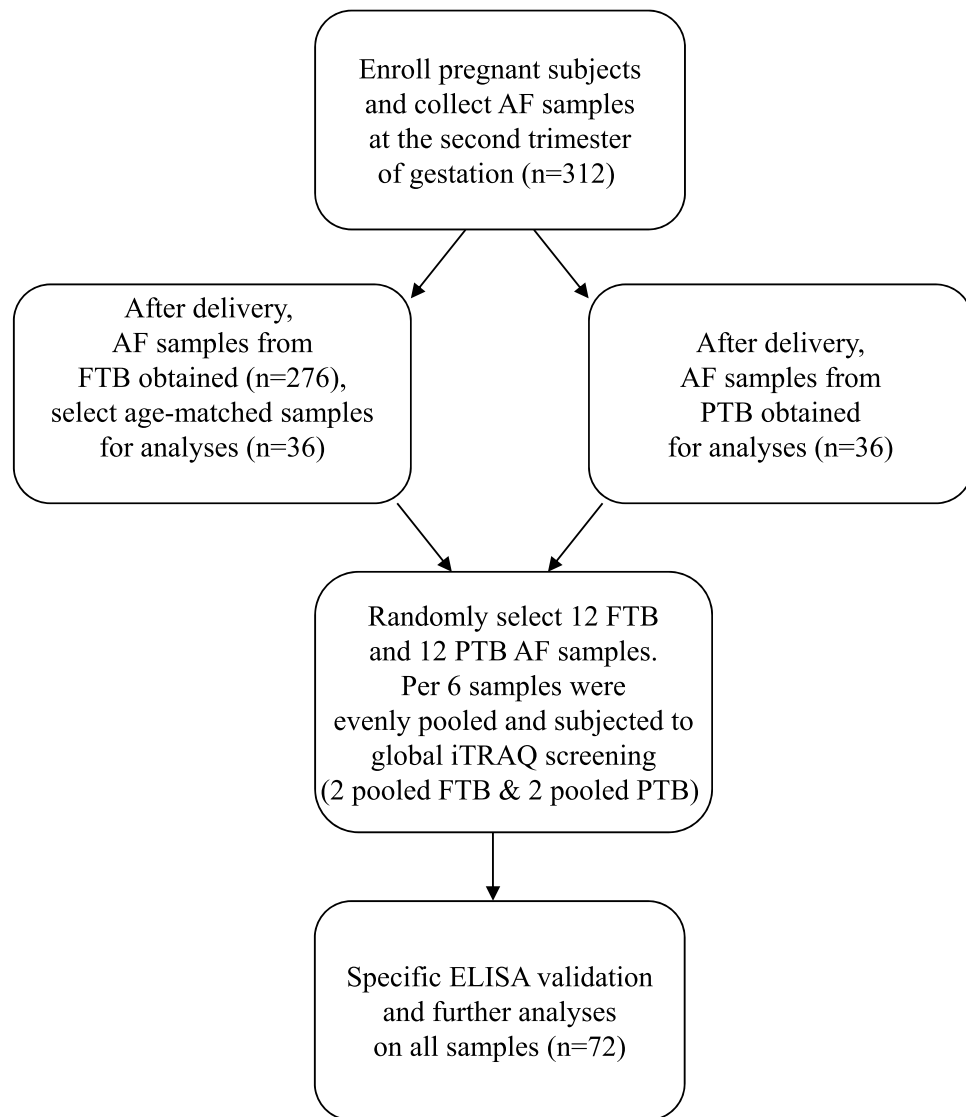 Enroll pregnant subjects
and collect AF samples
at the second trimester
of gestation (n=312)
After delivery,
AF samples from
FTB obtained (n=276),
select age-matched samples
for analyses (n=36)
After delivery,
AF samples from
PTB obtained
for analyses (n=36)
Randomly select 12 FTB
and 12 PTB AF samples.
Per 6 samples were
evenly pooled and subjected to
global iTRAQ screening
(2 pooled FTB & 2 pooled PTB)
Specific ELISA validation
and further analyses
on all samples (n=72)